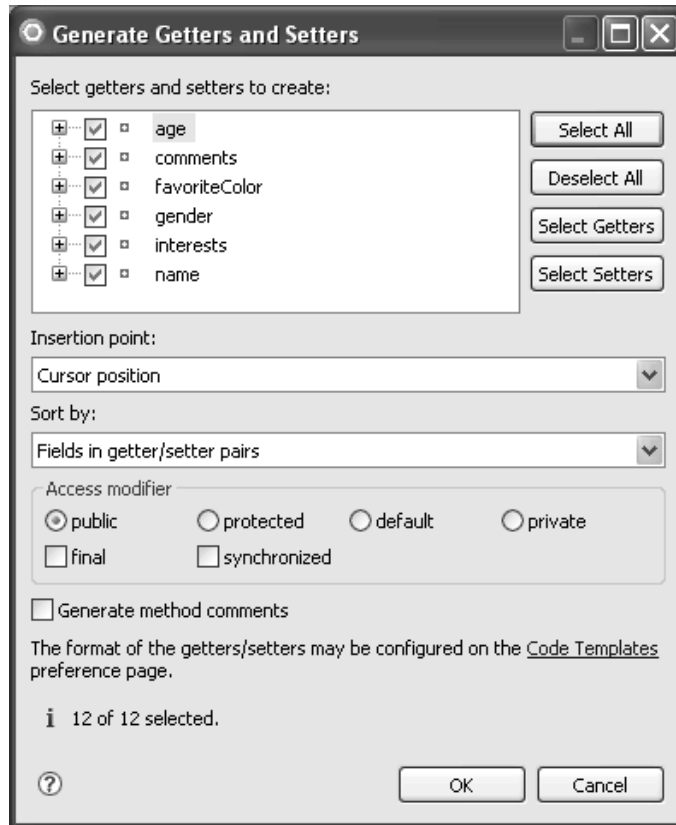 Generate Getters and Setters
Select getters and setters to create:
age
comments
favoriteColor
gender
interests
name
Select All
Deselect All
Select Getters
Select Setters
Insertion point:
Cursor position
Sort by:
Fields in getter/setter pairs
Access modifier
public protected default private
final synchronized
Generate method comments
The format of the getters/setters may be configured on the Code Templates
preference page.
12 of 12 selected.
OK Cancel